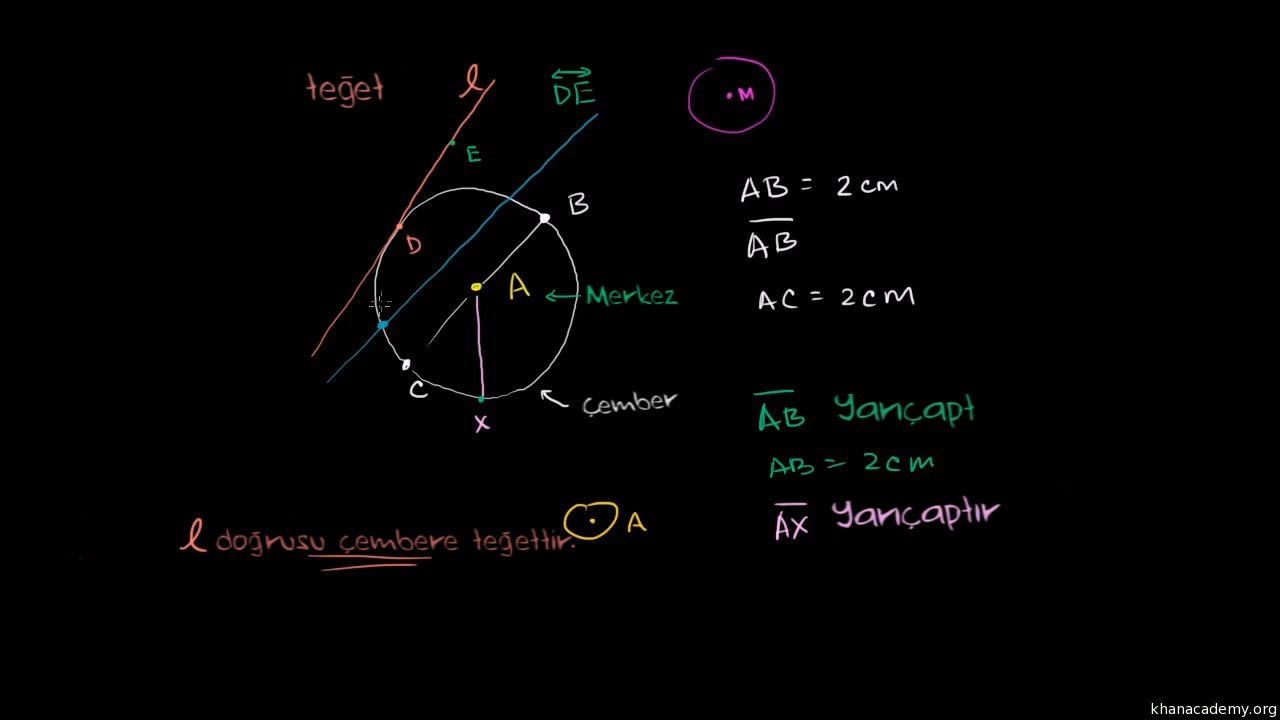 teğet
l
DE
M
E
AB = 2 cm
B
D
AB
A
← Merkez
AC = 2 cm
C
çember
X
AB Yarıçapt
AB = 2 cm
AX Yarıçaptır
l doğrusu çembere teğettir.
A
khanacademy.org